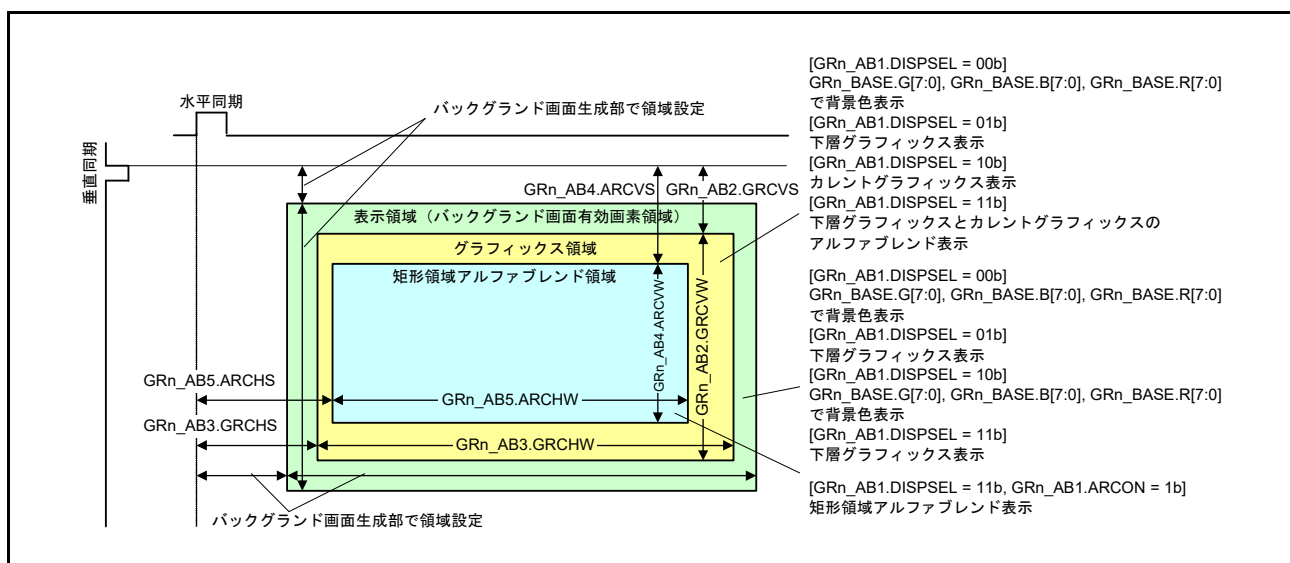 水平同期
垂直同期
バックグランド画面生成部で領域設定
GRn_AB4.ARCVS
GRn_AB2.GRCVS
表示領域（バックグランド画面有効画素領域）
グラフィックス領域
矩形領域アルファブレンド領域
GRn_AB4.ARCVW
GRn_AB2.GRCVW
GRn_AB5.ARCHS
GRn_AB5.ARCHW
GRn_AB3.GRCHS
GRn_AB3.GRCHW
バックグランド画面生成部で領域設定
[GRn_AB1.DISPSEL = 00b]
GRn_BASE.G[7:0], GRn_BASE.B[7:0], GRn_BASE.R[7:0]
で背景色表示
[GRn_AB1.DISPSEL = 01b]
下層グラフィックス表示
[GRn_AB1.DISPSEL = 10b]
カレントグラフィックス表示
[GRn_AB1.DISPSEL = 11b]
下層グラフィックスとカレントグラフィックスの
アルファブレンド表示
[GRn_AB1.DISPSEL = 00b]
GRn_BASE.G[7:0], GRn_BASE.B[7:0], GRn_BASE.R[7:0]
で背景色表示
[GRn_AB1.DISPSEL = 01b]
下層グラフィックス表示
[GRn_AB1.DISPSEL = 10b]
GRn_BASE.G[7:0], GRn_BASE.B[7:0], GRn_BASE.R[7:0]
で背景色表示
[GRn_AB1.DISPSEL = 11b]
下層グラフィックス表示
[GRn_AB1.DISPSEL = 11b, GRn_AB1.ARCON = 1b]
矩形領域アルファブレンド表示